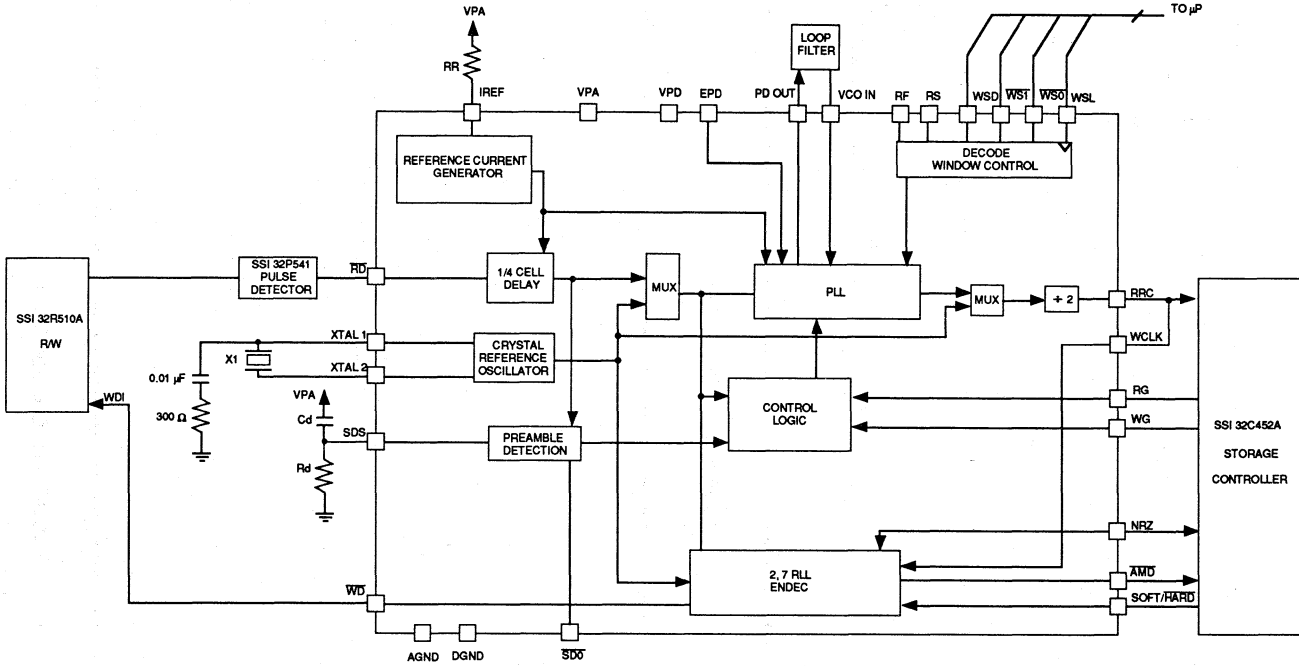 TO µP
VPA
LOOP
FILTER
RR
IREF
VPA
VPD
EPD
PD OUT
VCO IN
RF
RS
WSD
WS1
WS0
WSL
REFERENCE CURRENT
GENERATOR
DECODE
WINDOW CONTROL
SSI 32P541
PULSE
DETECTOR
RD
1/4 CELL
DELAY
MUX
PLL
MUX
÷ 2
RRC
SSI 32R510A
R/W
XTAL 1
X1
XTAL 2
CRYSTAL
REFERENCE
OSCILLATOR
WCLK
0.01 µF
300 Ω
WDI
VPA
Cd
SDS
Rd
PREAMBLE
DETECTION
CONTROL
LOGIC
RG
WG
SSI 32C452A
STORAGE
CONTROLLER
NRZ
2, 7 RLL
ENDEC
AMD
WD
SOFT/HARD
AGND
DGND
SD0